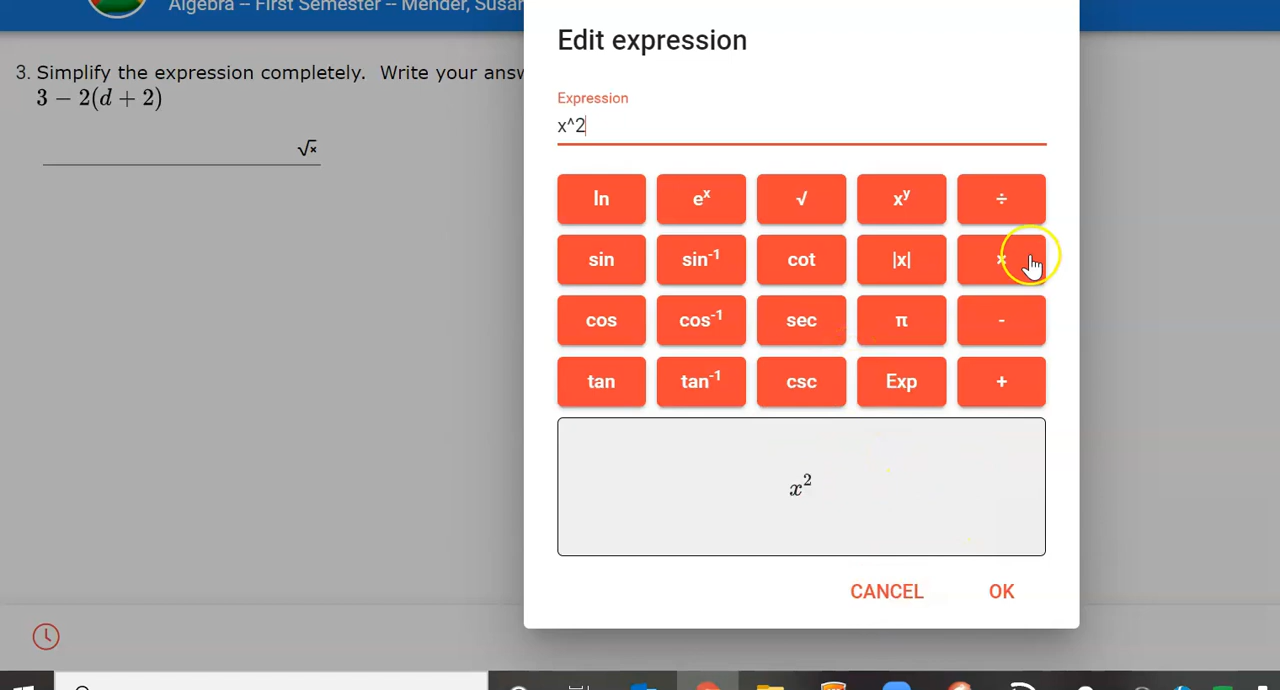 Algebra -- First Semester -- Mender, Susan
3. Simplify the expression completely. Write your answ
3 − 2(d + 2)
√x
Edit expression
Expression
x^2
ln eˣ √ xʸ ÷
sin sin⁻¹ cot |x| ×
cos cos⁻¹ sec π -
tan tan⁻¹ csc Exp +
x²
CANCEL OK